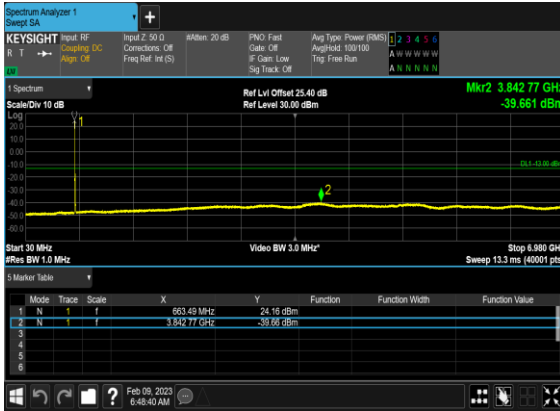 Spectrum Analyzer 1
Swept SA
+
KEYSIGHT Input: RF Input Z: 50 Ω #Atten: 20 dB PNO: Fast Avg Type: Power (RMS) 1 2 3 4 5 6
R T Coupling: DC Corrections: Off Gate: Off Avg|Hold: 100/100 A W W W W W
Align: Off Freq Ref: Int (S) IF Gain: Low Trig: Free Run
Sig Track: Off A N N N N N
1 Spectrum
Ref Lvl Offset 25.40 dB Mkr2 3.842 77 GHz
Scale/Div 10 dB Ref Level 30.00 dBm -39.661 dBm
Log
1
20.0
10.0
0.00
-10.0
DL1 -13.00 dBm
-20.0
-30.0
2
-40.0
-50.0
-60.0
Start 30 MHz Video BW 3.0 MHz* Stop 6.980 GHz
#Res BW 1.0 MHz Sweep 13.3 ms (40001 pts)
5 Marker Table
Mode Trace Scale X Y Function Function Width Function Value
1 N 1 f 663.49 MHz 24.16 dBm
2 N 1 f 3.842 77 GHz -39.66 dBm
3
4
5
6
? Feb 09, 2023
6:48:40 AM